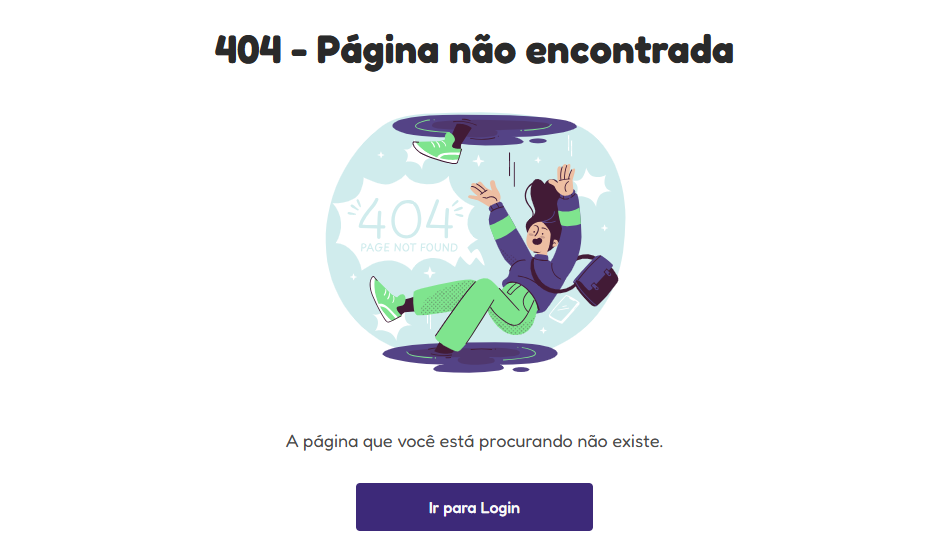 404 - Página não encontrada
404
PAGE NOT FOUND
A página que você está procurando não existe.
Ir para Login